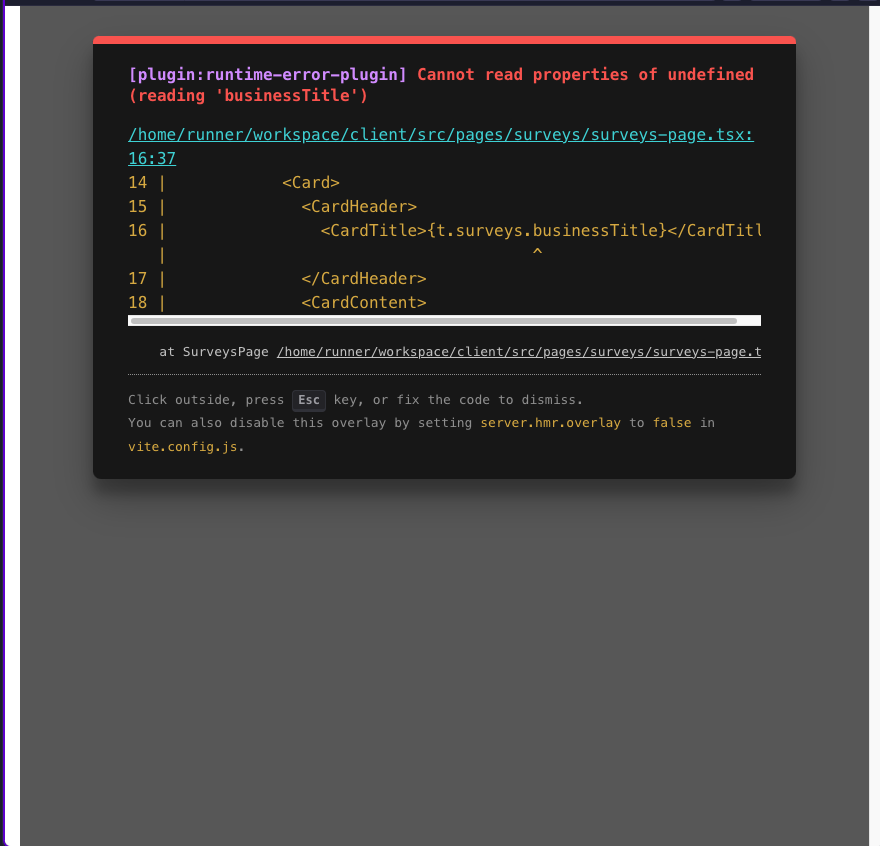 [plugin:runtime-error-plugin] Cannot read properties of undefined
(reading 'businessTitle')
/home/runner/workspace/client/src/pages/surveys/surveys-page.tsx:
16:37
14 |            <Card>
15 |              <CardHeader>
16 |                <CardTitle>{t.surveys.businessTitle}</CardTitl
   |                                      ^
17 |              </CardHeader>
18 |              <CardContent>
at SurveysPage /home/runner/workspace/client/src/pages/surveys/surveys-page.t
Click outside, press Esc key, or fix the code to dismiss.
You can also disable this overlay by setting server.hmr.overlay to false in
vite.config.js.